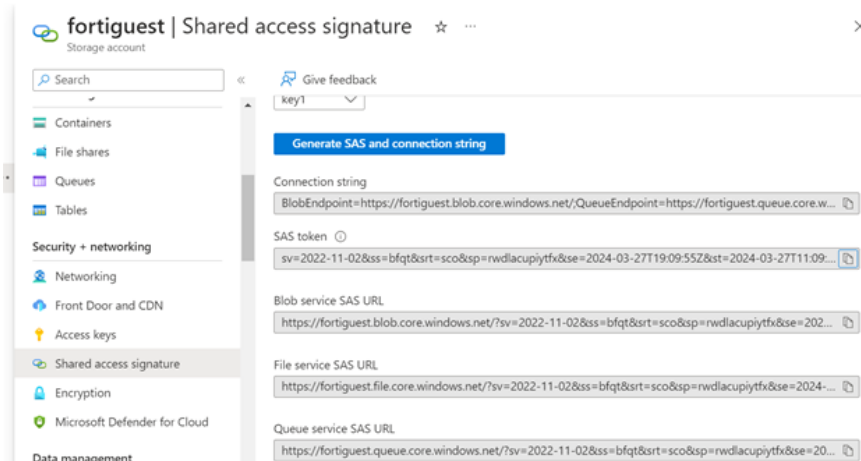 fortiguest | Shared access signature
Storage account
Search
Give feedback
key1
Containers
File shares
Queues
Tables
Security + networking
Networking
Front Door and CDN
Access keys
Shared access signature
Encryption
Microsoft Defender for Cloud
Data management
Generate SAS and connection string
Connection string
BlobEndpoint=https://fortiguest.blob.core.windows.net/;QueueEndpoint=https://fortiguest.queue.core.w...
SAS token
sv=2022-11-02&ss=bfqt&srt=sco&sp=rwdlacupiytfx&se=2024-03-27T19:09:55Z&st=2024-03-27T11:09:...
Blob service SAS URL
https://fortiguest.blob.core.windows.net/?sv=2022-11-02&ss=bfqt&srt=sco&sp=rwdlacupiytfx&se=202...
File service SAS URL
https://fortiguest.file.core.windows.net/?sv=2022-11-02&ss=bfqt&srt=sco&sp=rwdlacupiytfx&se=2024-...
Queue service SAS URL
https://fortiguest.queue.core.windows.net/?sv=2022-11-02&ss=bfqt&srt=sco&sp=rwdlacupiytfx&se=20...